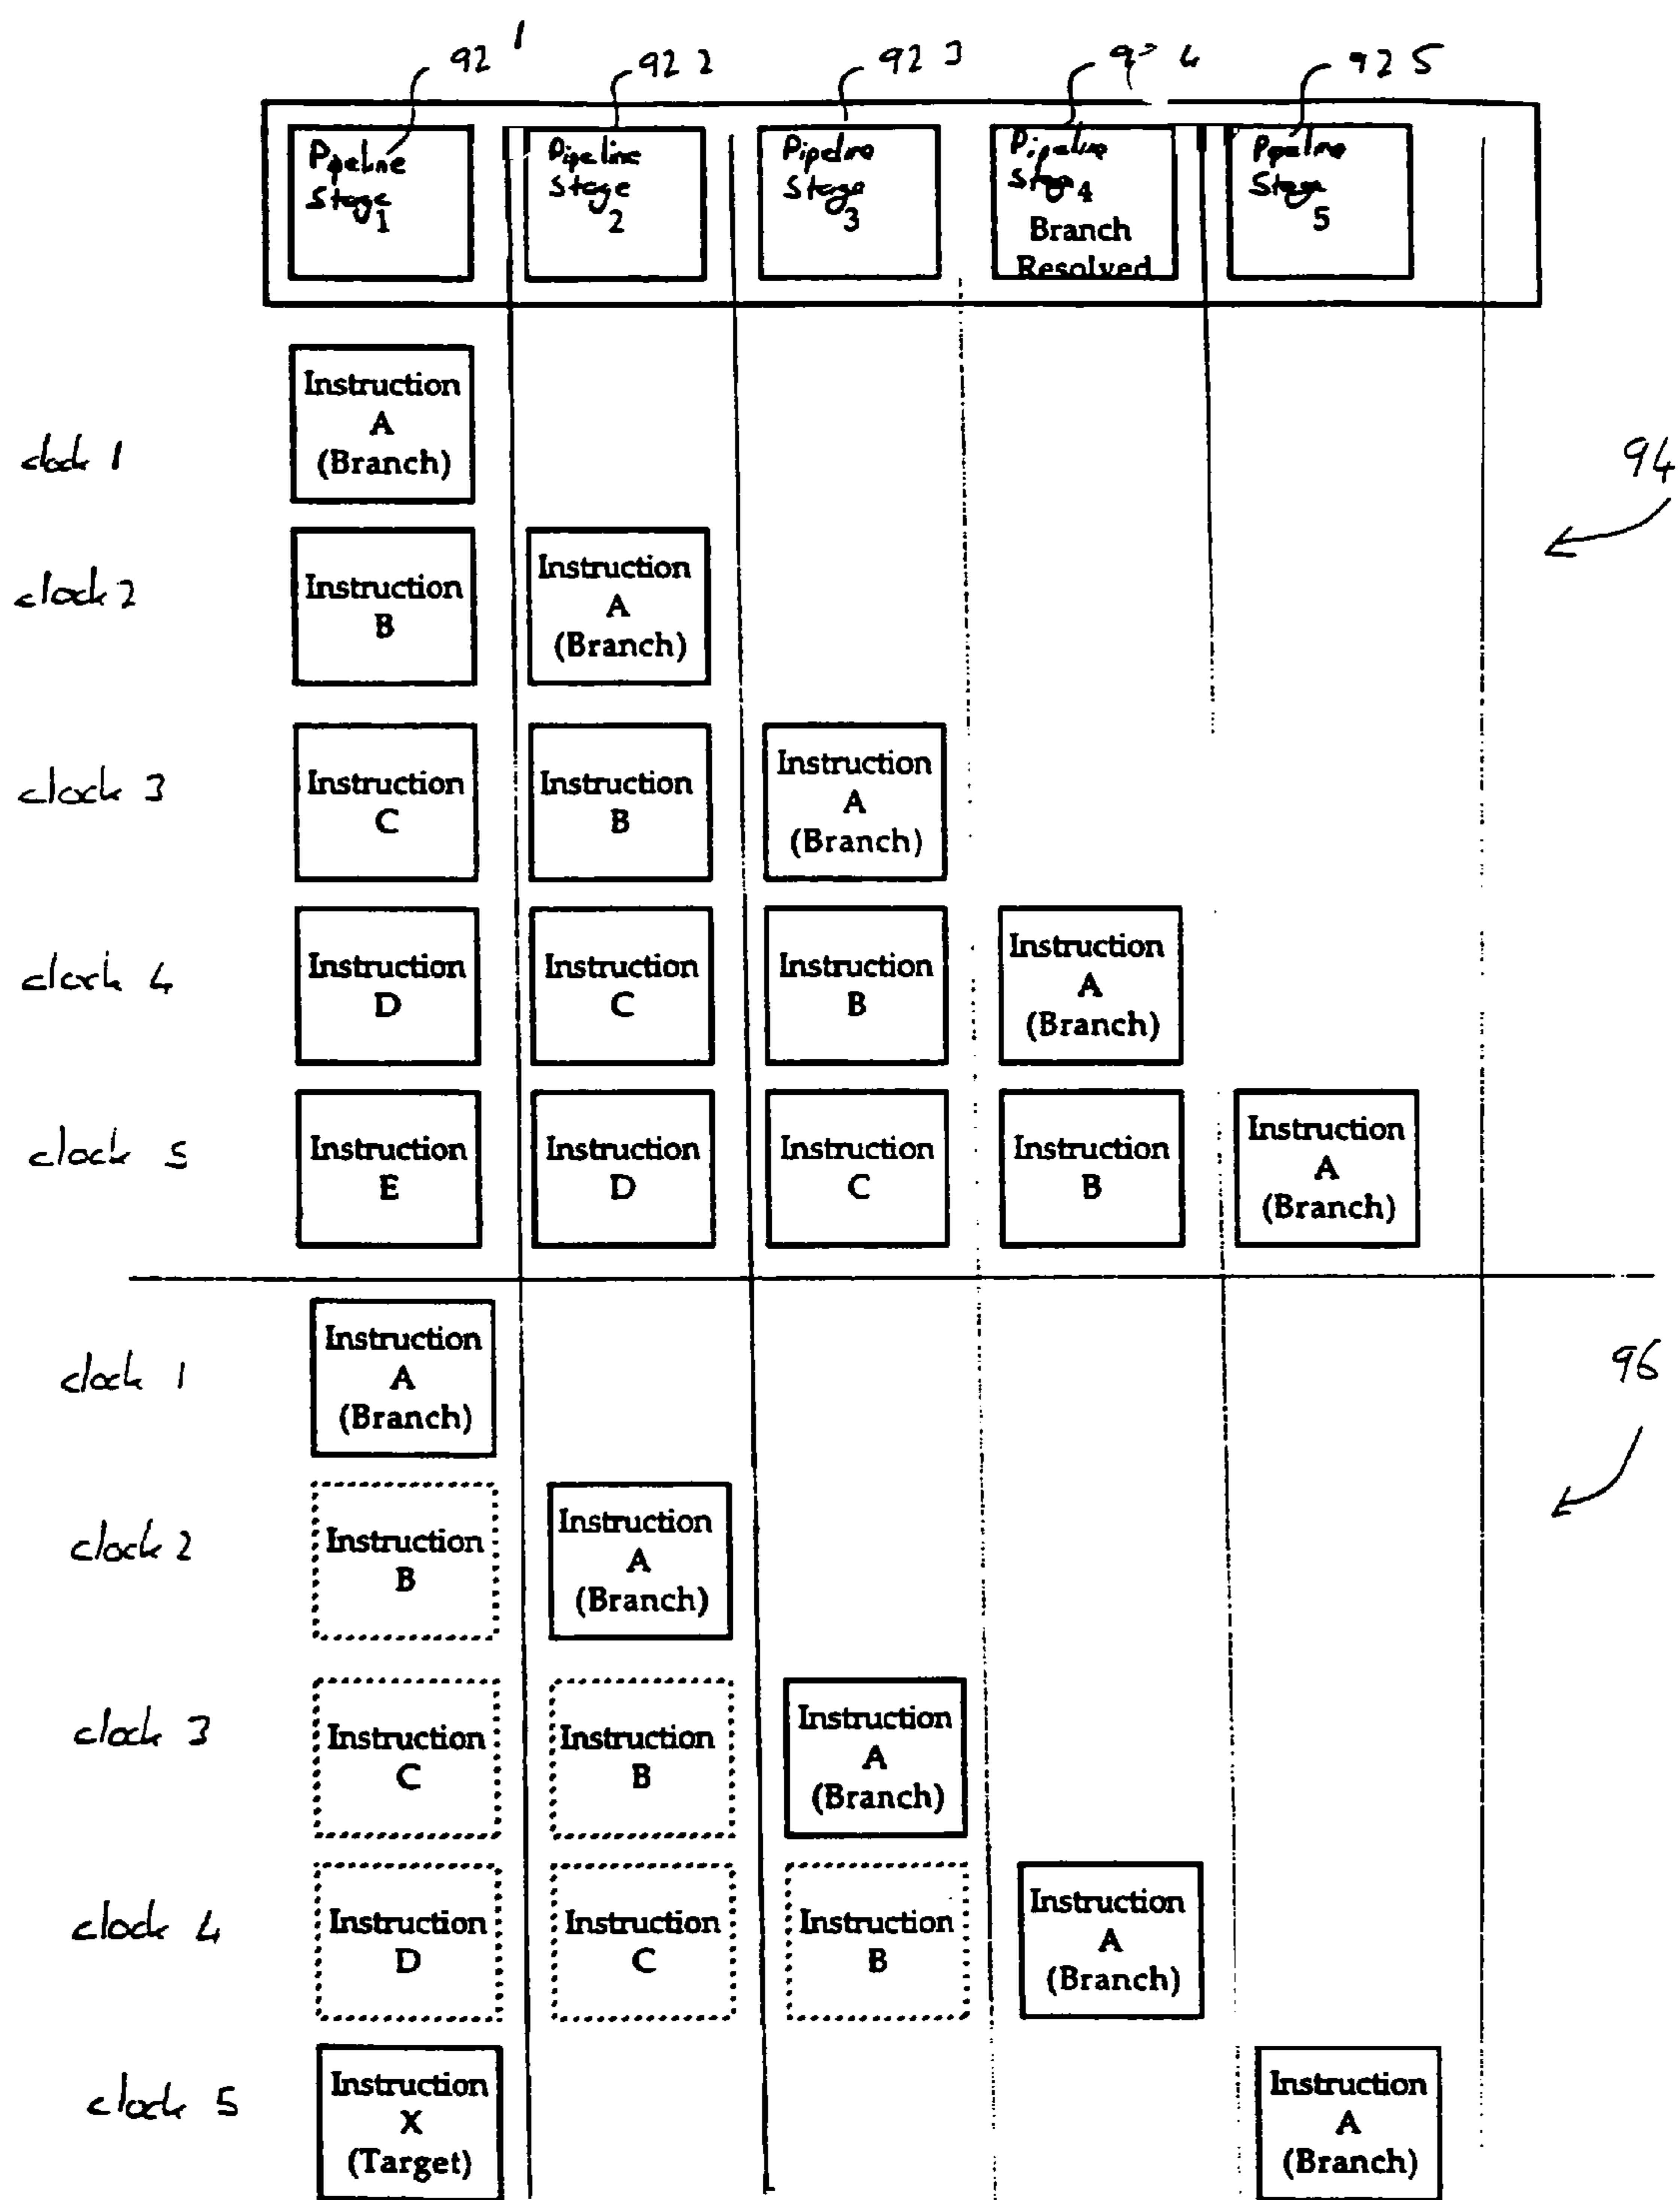 92 1
92 2
92 3
92 5
Pipeline
Stage
1
Pipeline
Stage
2
Pipeline
Stage
3
Pipeline
Stage
4
Branch
Resolved
Pipeline
Stage
5
clock 1
Instruction
A
(Branch)
94
clock 2
Instruction
B
Instruction
A
(Branch)
clock 3
Instruction
C
Instruction
B
Instruction
A
(Branch)
clock 4
Instruction
D
Instruction
C
Instruction
B
Instruction
A
(Branch)
clock 5
Instruction
E
Instruction
D
Instruction
C
Instruction
B
Instruction
A
(Branch)
clock 1
Instruction
A
(Branch)
96
clock 2
Instruction
B
Instruction
A
(Branch)
clock 3
Instruction
C
Instruction
B
Instruction
A
(Branch)
clock 4
Instruction
D
Instruction
C
Instruction
B
Instruction
A
(Branch)
clock 5
Instruction
X
(Target)
Instruction
A
(Branch)